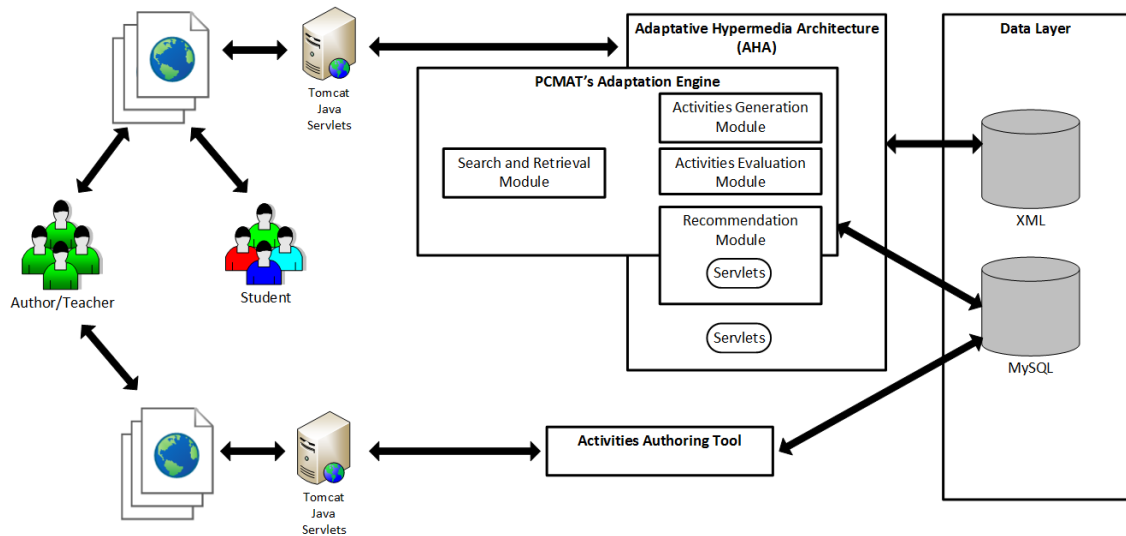 Adaptative Hypermedia Architecture
(AHA)
Data Layer
PCMAT's Adaptation Engine
Tomcat
Java
Servlets
Activities Generation
Module
Search and Retrieval
Module
Activities Evaluation
Module
Recommendation
Module
XML
Servlets
Author/Teacher
Student
Servlets
MySQL
Activities Authoring Tool
Tomcat
Java
Servlets